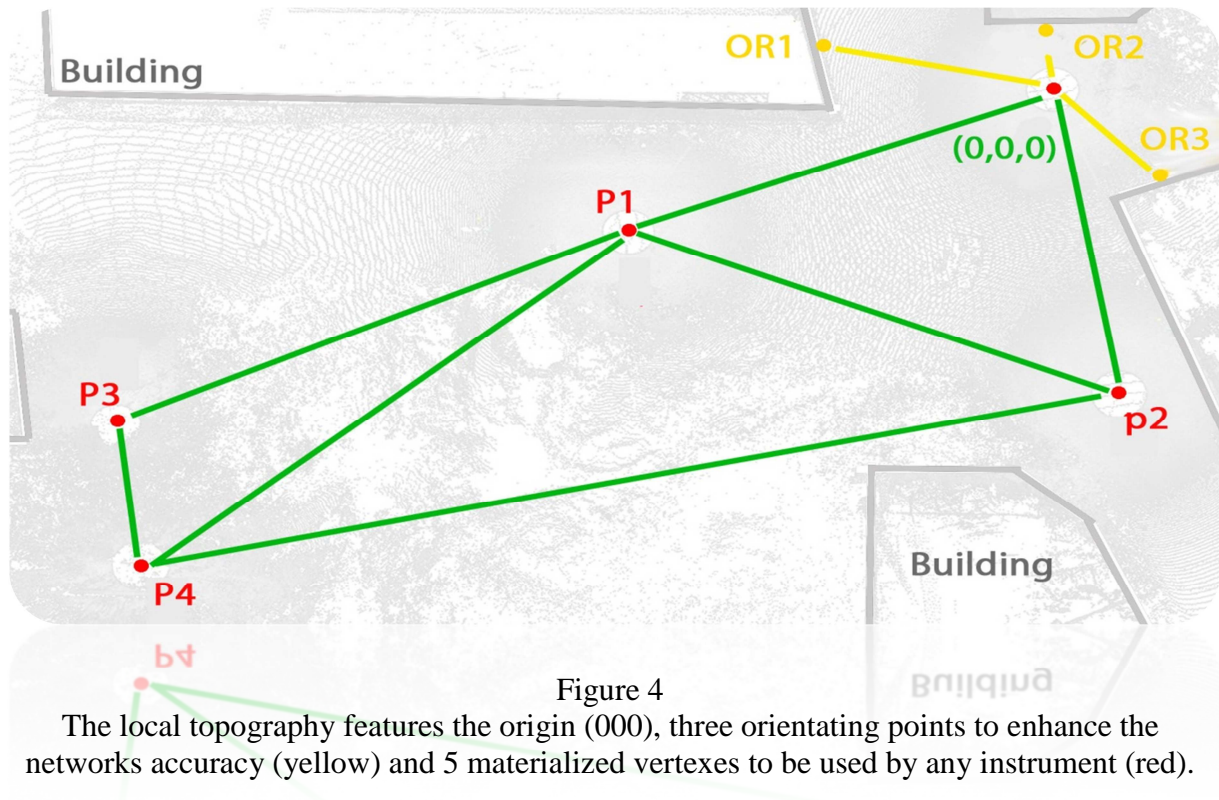 Building
OR1
OR2
OR3
(0,0,0)
P1
P3
p2
Building
P4
P4
Building
Figure 4
The local topography features the origin (000), three orientating points to enhance the
networks accuracy (yellow) and 5 materialized vertexes to be used by any instrument (red).